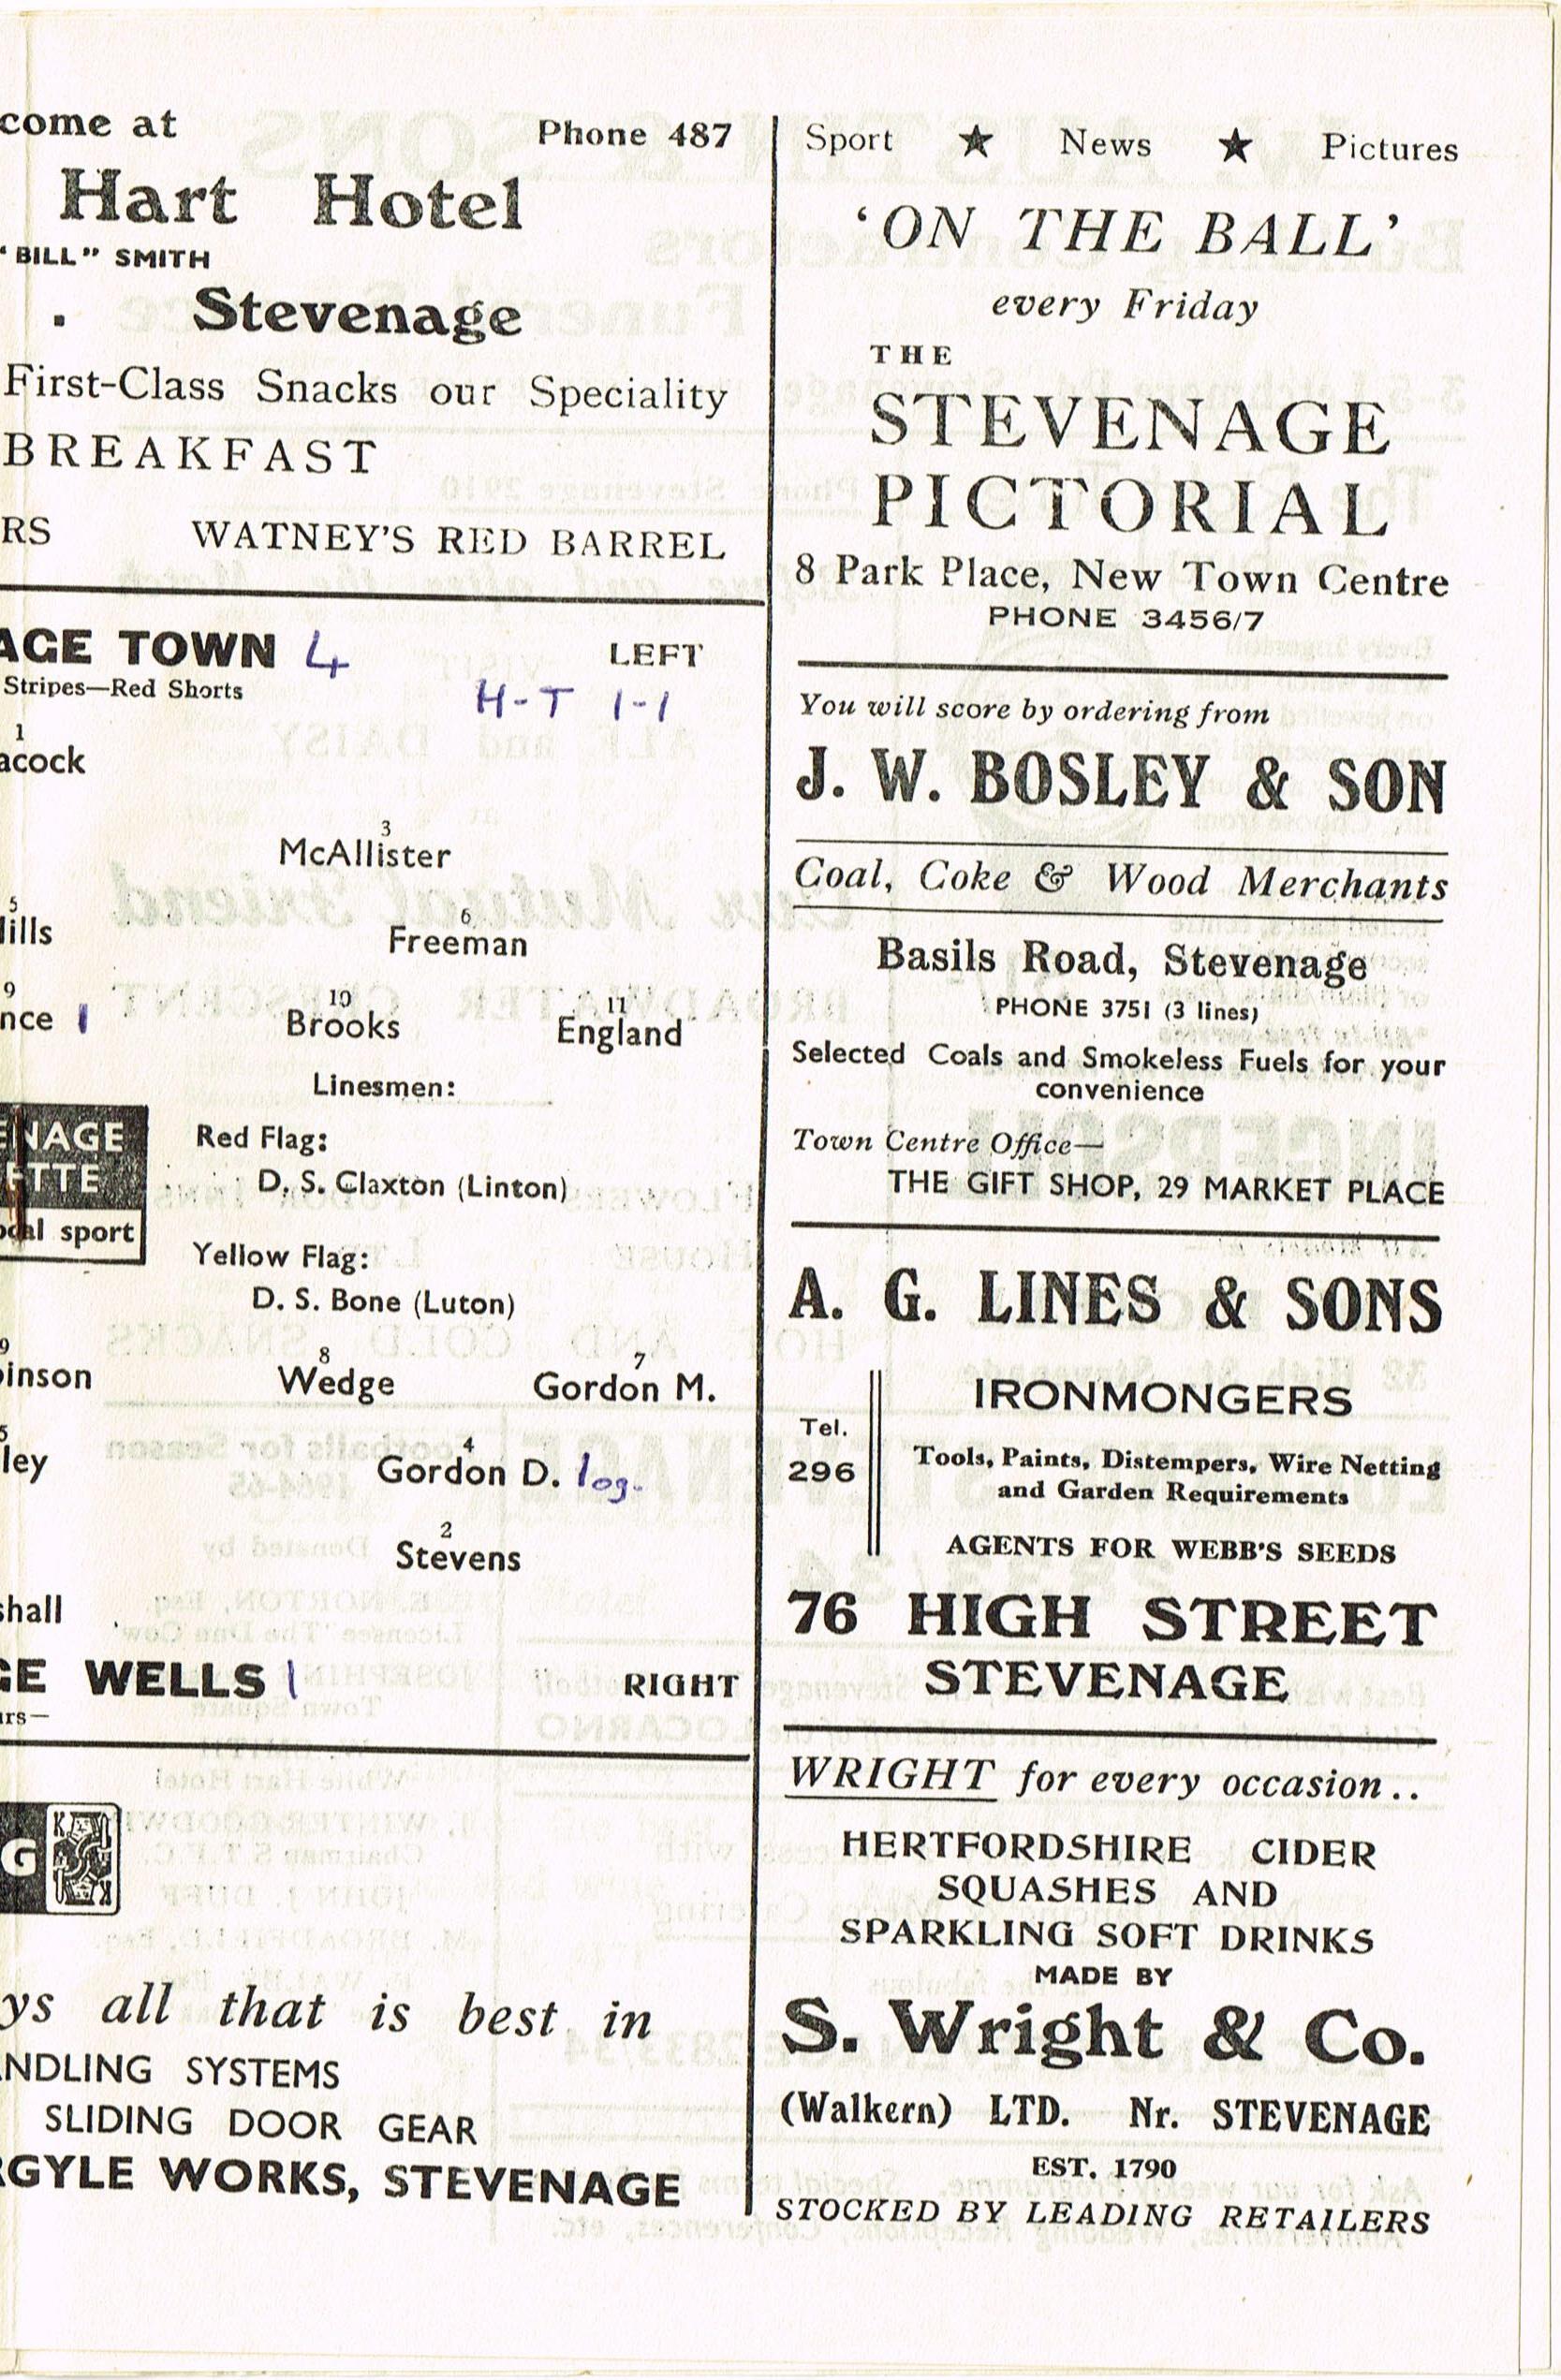 come at Phone 487
Hart Hotel
"BILL" SMITH
. Stevenage
First-Class Snacks our Speciality
BREAKFAST
RS WATNEY'S RED BARREL
AGE TOWN 4 LEFT
Stripes—Red Shorts
H-T 1-1
1
acock
3
McAllister
5 6
ills Freeman
9 10 11
nce 1 Brooks England
Linesmen:
ENAGE
ETTE
ocal sport
Red Flag:
D. S. Claxton (Linton)
Yellow Flag:
D. S. Bone (Luton)
9 8 7
inson Wedge Gordon M.
5 4
ley Gordon D. 1og.
2
Stevens
shall
GE WELLS 1 RIGHT
urs—
G
K
K
ys all that is best in
NDLING SYSTEMS
SLIDING DOOR GEAR
RGYLE WORKS, STEVENAGE
Sport ★ News ★ Pictures
'ON THE BALL'
every Friday
THE
STEVENAGE
PICTORIAL
8 Park Place, New Town Centre
PHONE 3456/7
You will score by ordering from
J. W. BOSLEY & SON
Coal, Coke & Wood Merchants
Basils Road, Stevenage
PHONE 3751 (3 lines)
Selected Coals and Smokeless Fuels for your
convenience
Town Centre Office—
THE GIFT SHOP, 29 MARKET PLACE
A. G. LINES & SONS
IRONMONGERS
Tel.
296
Tools, Paints, Distempers, Wire Netting
and Garden Requirements
AGENTS FOR WEBB'S SEEDS
76 HIGH STREET
STEVENAGE
WRIGHT for every occasion..
HERTFORDSHIRE CIDER
SQUASHES AND
SPARKLING SOFT DRINKS
MADE BY
S. Wright & Co.
(Walkern) LTD. Nr. STEVENAGE
EST. 1790
STOCKED BY LEADING RETAILERS